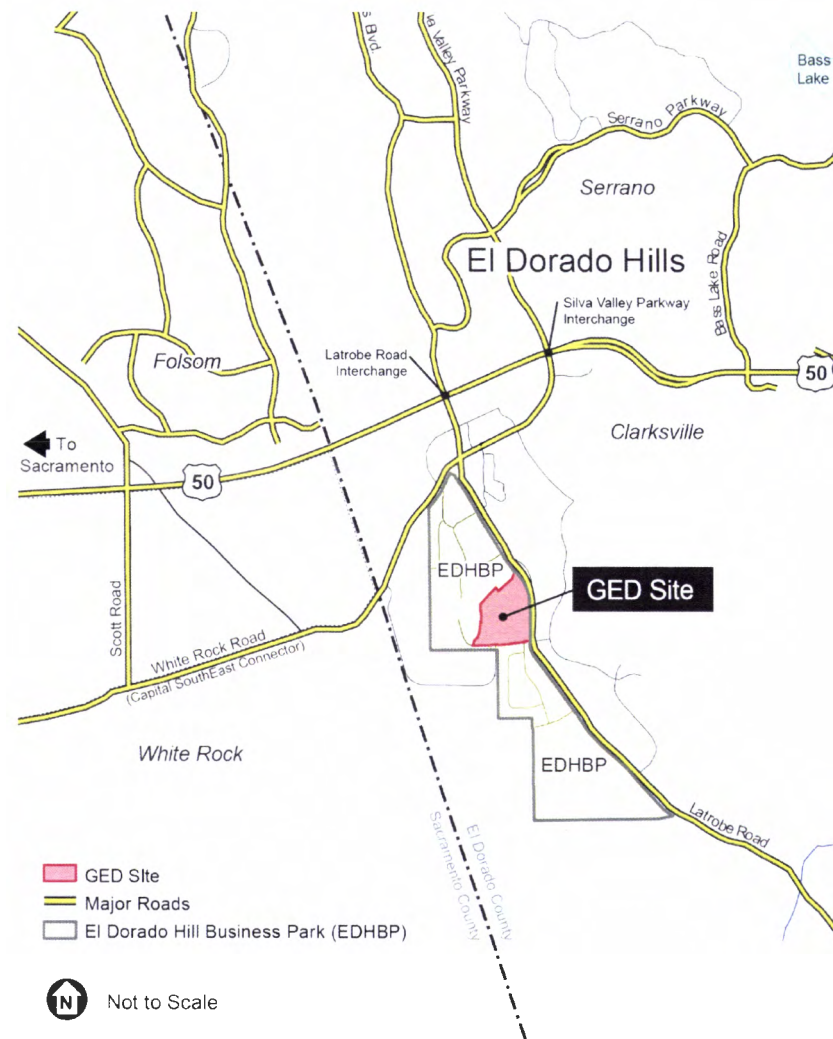 Bass
Lake
Blvd.
Valley Parkway
Serrano Parkway
Serrano
El Dorado Hills
Bass Lake Road
Silva Valley Parkway
Interchange
Folsom
Latrobe Road
Interchange
50
Clarksville
To
Sacramento
50
EDHBP
GED Site
Scott Road
White Rock Road
(Capital SouthEast Connector)
White Rock
EDHBP
Latrobe Road
El Dorado County
Sacramento County
GED SIte
Major Roads
El Dorado Hill Business Park (EDHBP)
N
Not to Scale